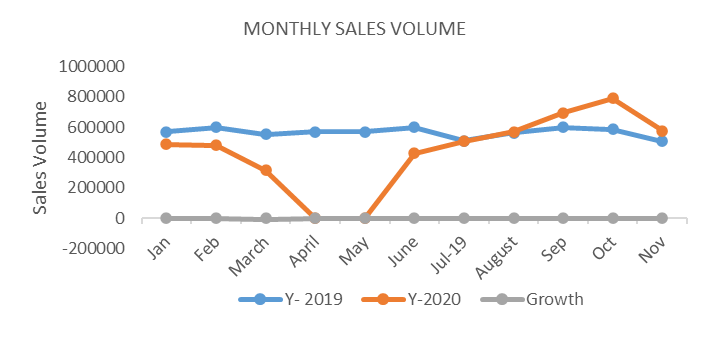 MONTHLY SALES VOLUME
1000000
800000
600000
400000
200000
0
-200000
Sales Volume
Jan
Feb
March
April
May
June
Jul-19
August
Sep
Oct
Nov
Y- 2019
Y-2020
Growth